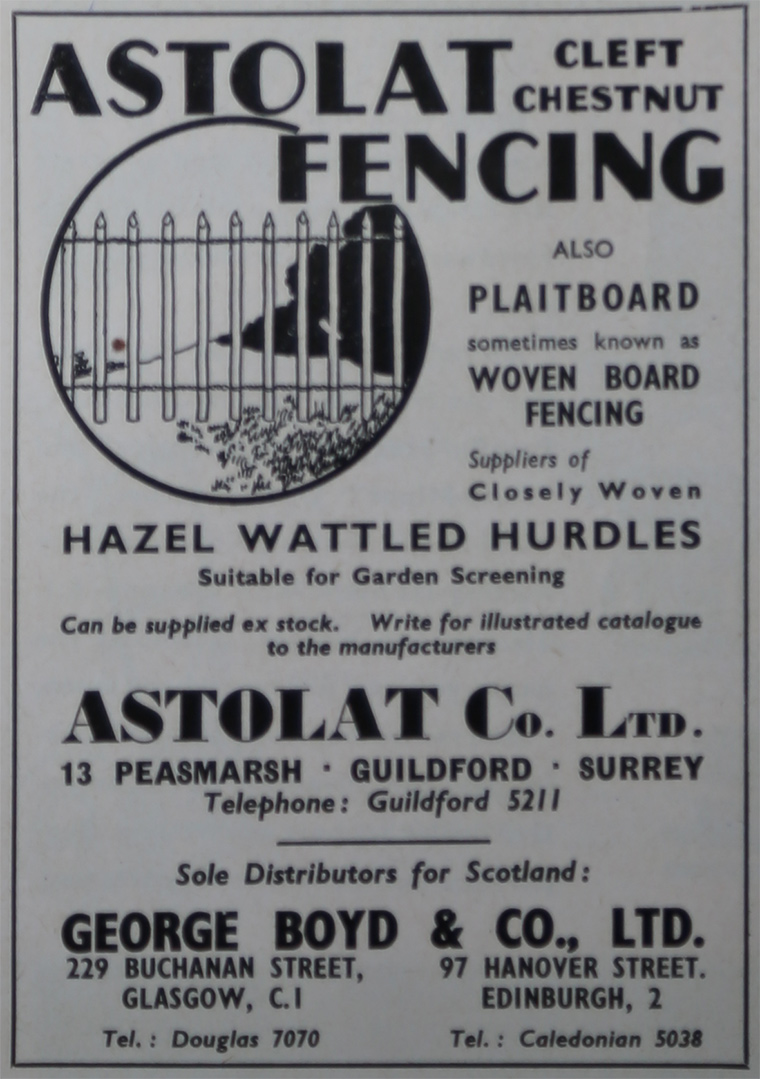 ASTOLAT CLEFT CHESTNUT
FENCING
ALSO
PLAITBOARD
sometimes known as
WOVEN BOARD
FENCING
Suppliers of
Closely Woven
HAZEL WATTLED HURDLES
Suitable for Garden Screening
Can be supplied ex stock. Write for illustrated catalogue
to the manufacturers
ASTOLAT CO. LTD.
13 PEASMARSH · GUILDFORD · SURREY
Telephone: Guildford 5211
Sole Distributors for Scotland:
GEORGE BOYD & CO., LTD.
229 BUCHANAN STREET,
GLASGOW, C.1
Tel.: Douglas 7070
97 HANOVER STREET.
EDINBURGH, 2
Tel.: Caledonian 5038